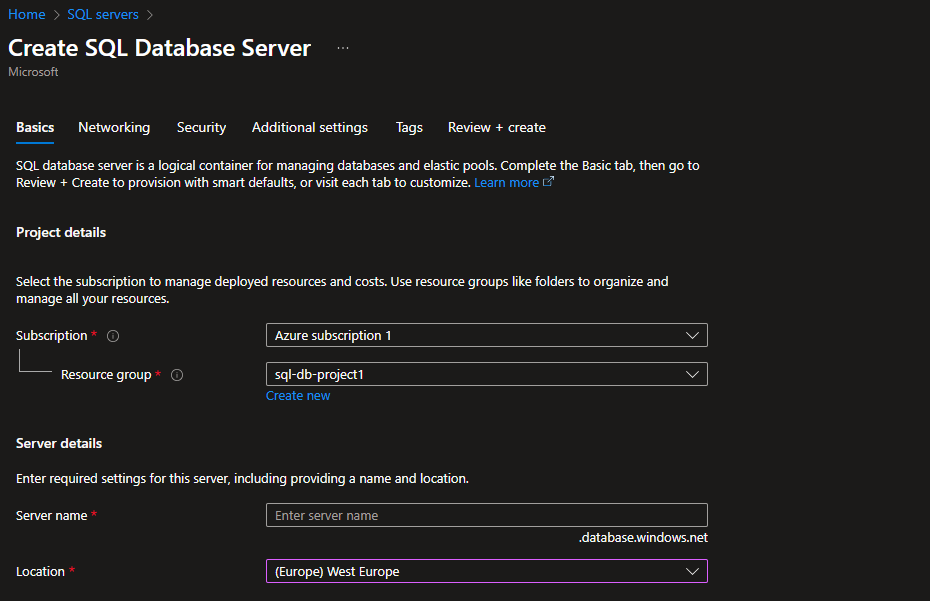 Home > SQL servers >
Create SQL Database Server ...
Microsoft
Basics Networking Security Additional settings Tags Review + create
SQL database server is a logical container for managing databases and elastic pools. Complete the Basic tab, then go to
Review + Create to provision with smart defaults, or visit each tab to customize. Learn more
Project details
Select the subscription to manage deployed resources and costs. Use resource groups like folders to organize and
manage all your resources.
Subscription * Azure subscription 1
Resource group * sql-db-project1
Create new
Server details
Enter required settings for this server, including providing a name and location.
Server name * Enter server name
.database.windows.net
Location * (Europe) West Europe